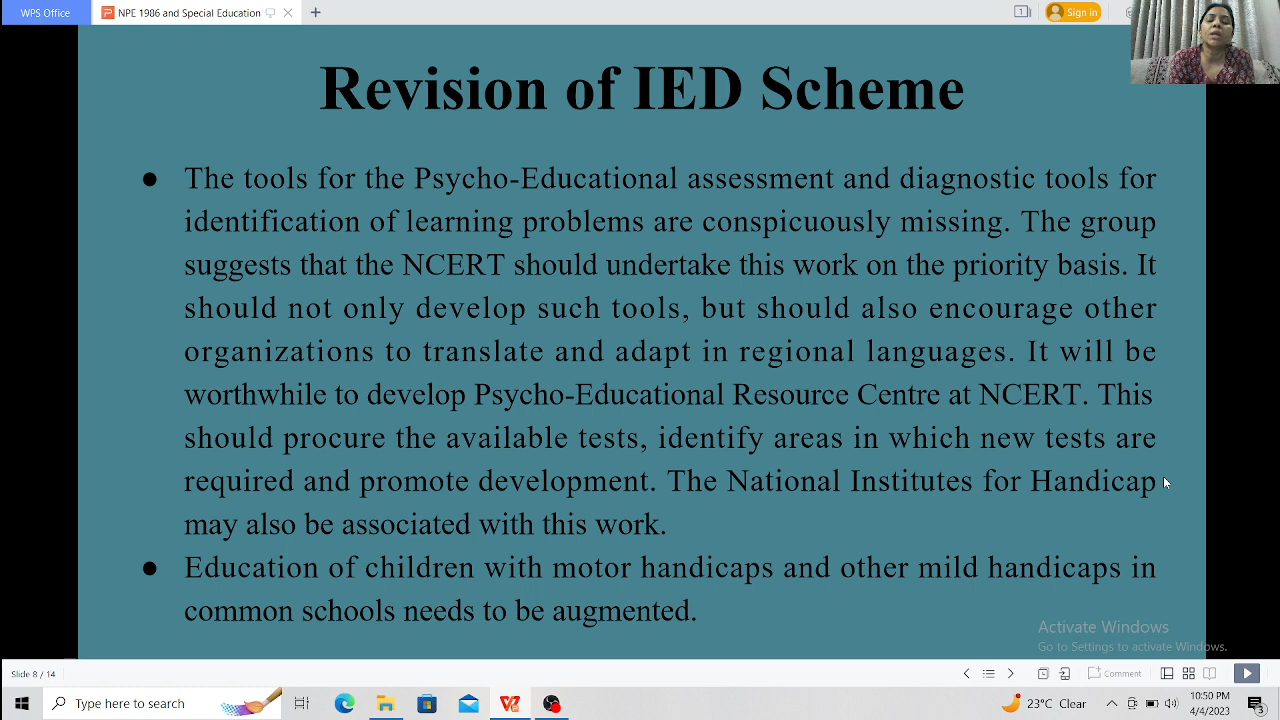 WPS Office
NPE 1986 and Special Education
Sign in
Revision of IED Scheme
● The tools for the Psycho-Educational assessment and diagnostic tools for
identification of learning problems are conspicuously missing. The group
suggests that the NCERT should undertake this work on the priority basis. It
should not only develop such tools, but should also encourage other
organizations to translate and adapt in regional languages. It will be
worthwhile to develop Psycho-Educational Resource Centre at NCERT. This
should procure the available tests, identify areas in which new tests are
required and promote development. The National Institutes for Handicap
may also be associated with this work.
● Education of children with motor handicaps and other mild handicaps in
common schools needs to be augmented.
Activate Windows
Go to Settings to activate Windows.
Slide 8 / 14
Comment
Type here to search
23°C Clear
10:50 PM
4/4/2023